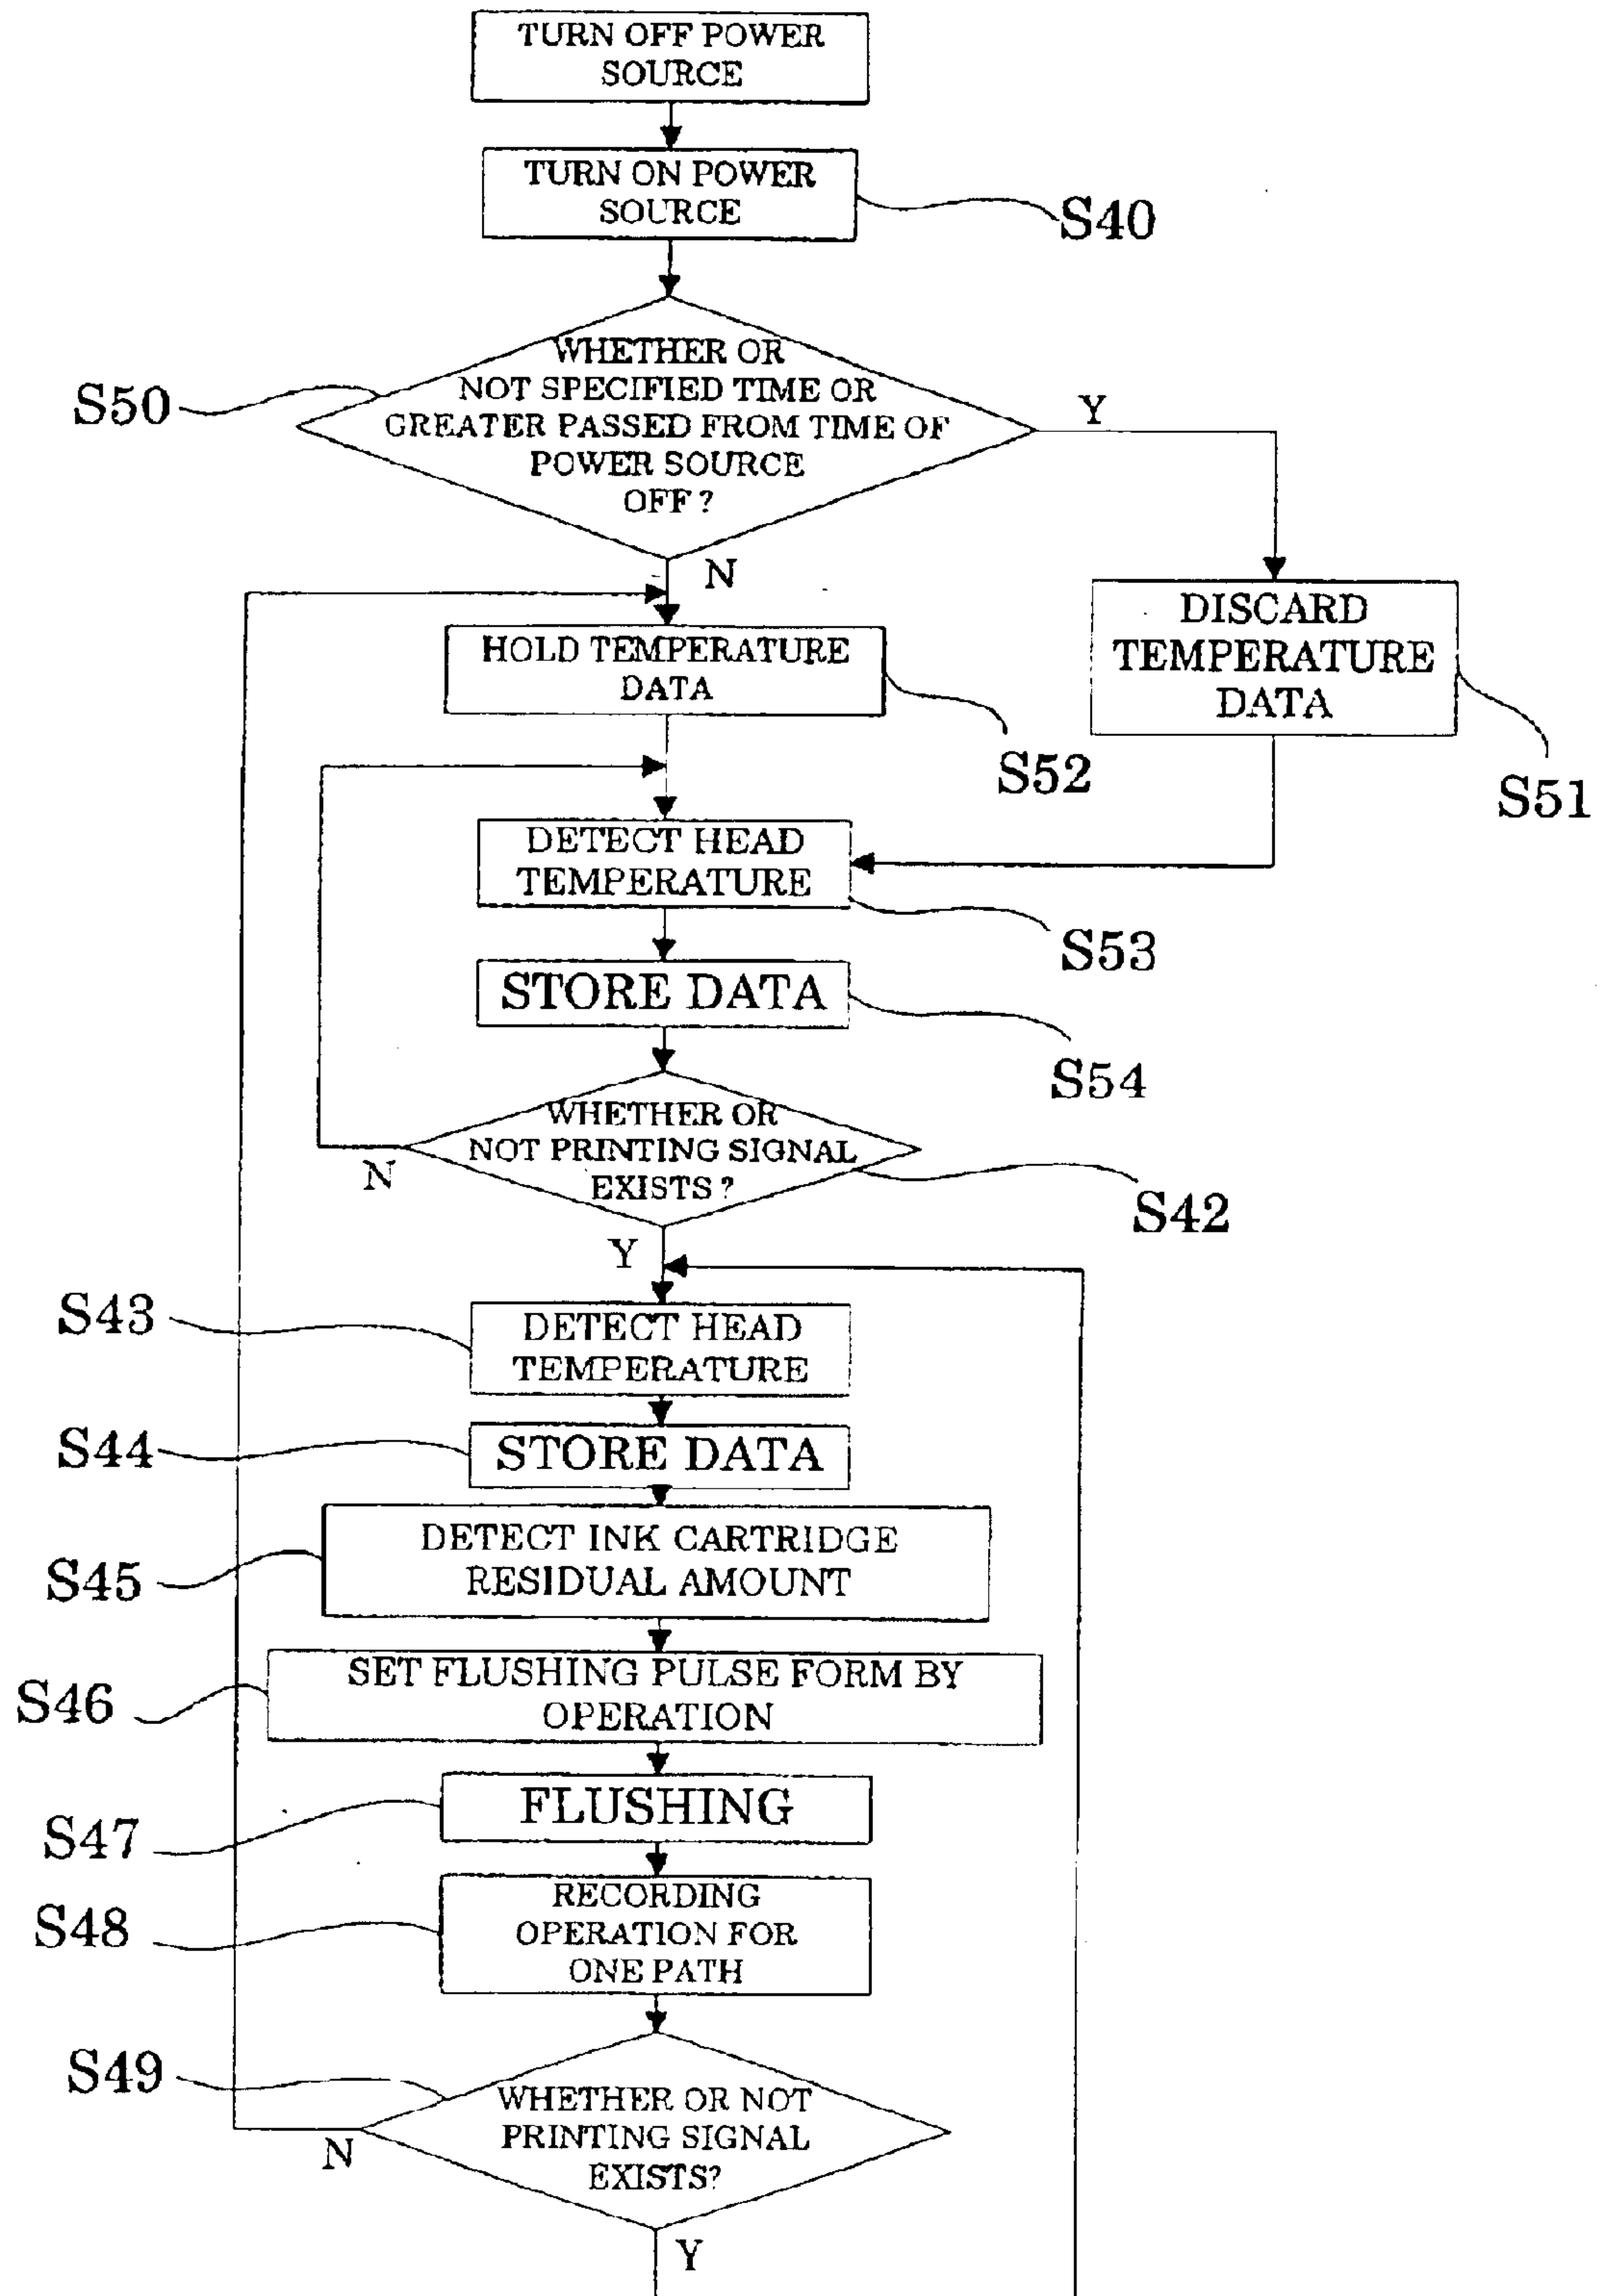 TURN OFF POWER
SOURCE
TURN ON POWER
SOURCE
S40
WHETHER OR
NOT SPECIFIED TIME OR
GREATER PASSED FROM TIME OF
POWER SOURCE
OFF ?
S50
Y
N
HOLD TEMPERATURE
DATA
S52
DISCARD
TEMPERATURE
DATA
S51
DETECT HEAD
TEMPERATURE
S53
STORE DATA
S54
WHETHER OR
NOT PRINTING SIGNAL
EXISTS ?
N
S42
Y
S43
DETECT HEAD
TEMPERATURE
S44
STORE DATA
S45
DETECT INK CARTRIDGE
RESIDUAL AMOUNT
S46
SET FLUSHING PULSE FORM BY
OPERATION
S47
FLUSHING
S48
RECORDING
OPERATION FOR
ONE PATH
S49
WHETHER OR NOT
PRINTING SIGNAL
EXISTS?
N
Y